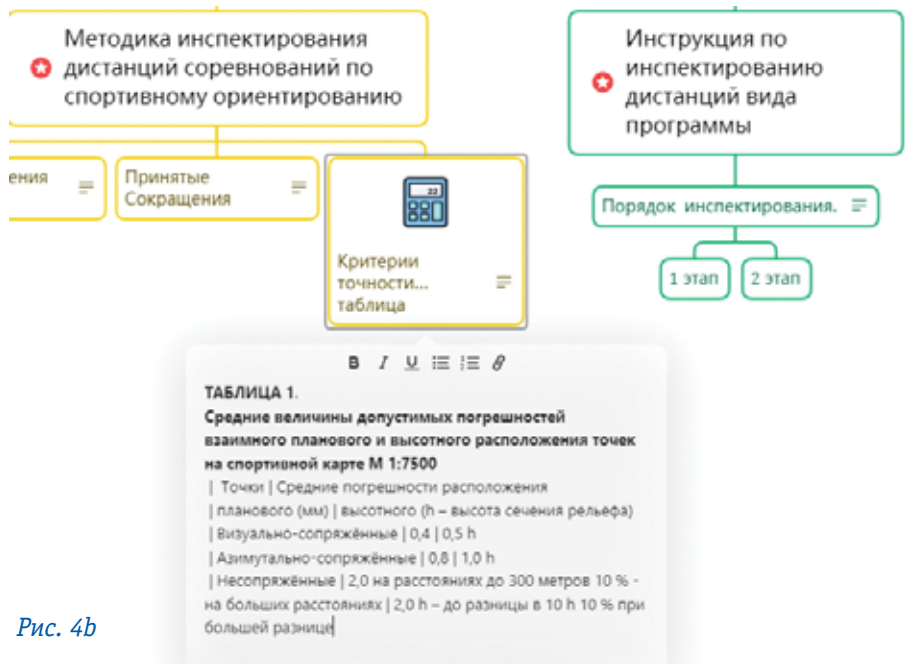 Методика инспектирования
дистанций соревнований по
спортивному ориентированию
Инструкция по
инспектированию
дистанций вида
программы
ения
Принятые
Сокращения
22
Критерии
точности...
таблица
Порядок инспектирования.
1 этап
2 этап
B I U
ТАБЛИЦА 1.
Средние величины допустимых погрешностей
взаимного планового и высотного расположения точек
на спортивной карте М 1:7500
| Точки | Средние погрешности расположения
| планового (мм) | высотного (h – высота сечения рельефа)
| Визуально-сопряжённые | 0,4 | 0,5 h
| Азимутально-сопряжённые | 0,8 | 1,0 h
| Несопряжённые | 2,0 на расстояниях до 300 метров 10 % -
на больших расстояниях | 2,0 h – до разницы в 10 h 10 % при
большей разнице
Рис. 4b